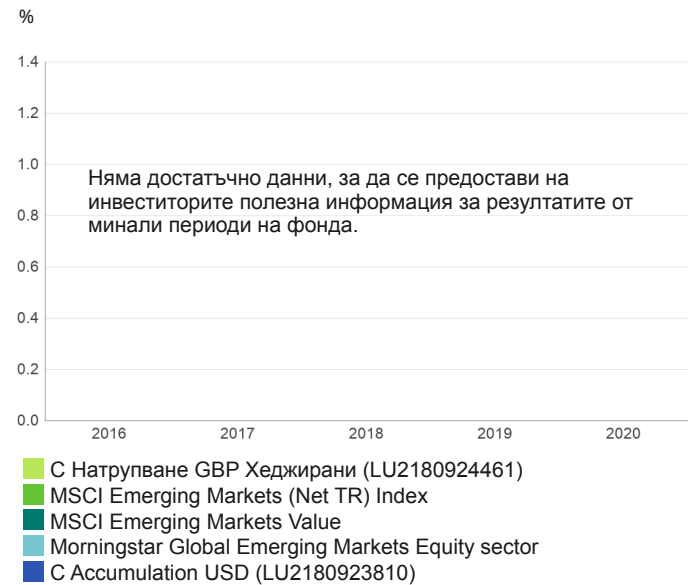 %
1.4
1.2
1.0
Няма достатъчно данни, за да се предостави на
инвеститорите полезна информация за резултатите от
минали периоди на фонда.
0.8
0.6
0.4
0.2
0.0
2016 2017 2018 2019 2020
C Натрупване GBP Хеджирани (LU2180924461)
MSCI Emerging Markets (Net TR) Index
MSCI Emerging Markets Value
Morningstar Global Emerging Markets Equity sector
C Accumulation USD (LU2180923810)